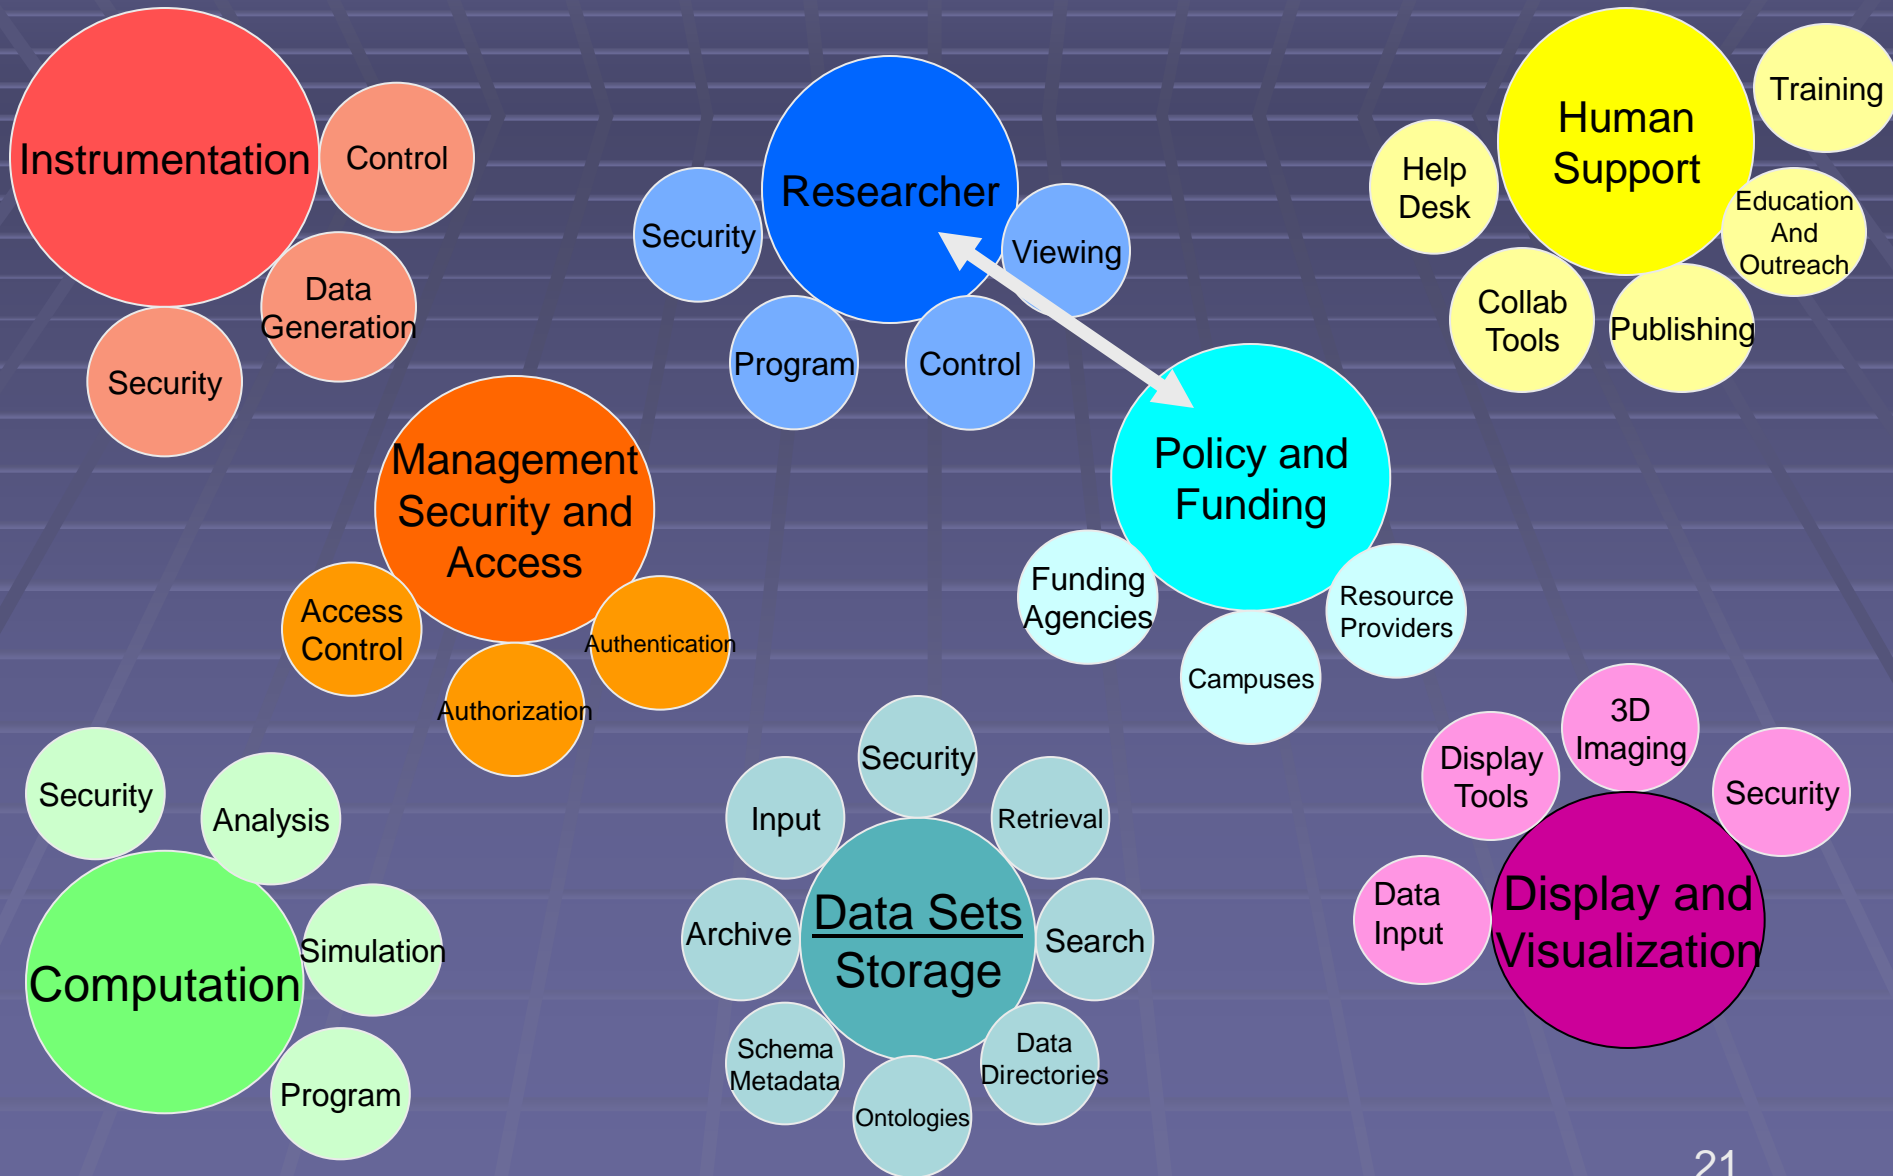 Instrumentation
Control
Data
Generation
Security
Researcher
Security
Viewing
Program
Control
Human
Support
Training
Help
Desk
Education
And
Outreach
Collab
Tools
Publishing
Management
Security and
Access
Access
Control
Authentication
Authorization
Policy and
Funding
Funding
Agencies
Resource
Providers
Campuses
Security
Analysis
Computation
Simulation
Program
Security
Input
Retrieval
Archive
Data Sets
Storage
Search
Schema
Metadata
Data
Directories
Ontologies
3D
Imaging
Display
Tools
Security
Data
Input
Display and
Visualization
21